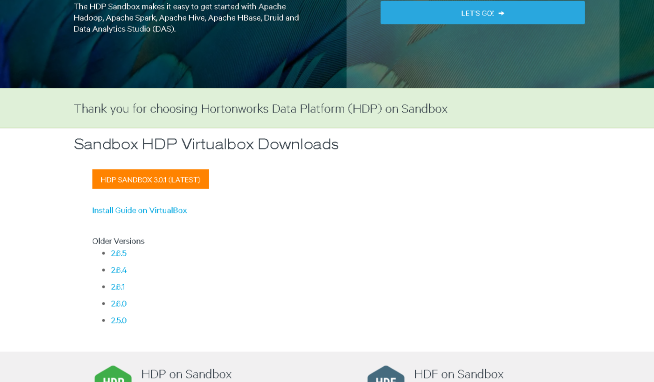 The HDP Sandbox makes it easy to get started with Apache
Hadoop, Apache Spark, Apache Hive, Apache HBase, Druid and
Data Analytics Studio (DAS).
LET'S GO!
Thank you for choosing Hortonworks Data Platform (HDP) on Sandbox
Sandbox HDP Virtualbox Downloads
HDP SANDBOX 3.0.1 (LATEST)
Install Guide on VirtualBox
Older Versions
2.6.5
2.6.4
2.6.1
2.6.0
2.5.0
HDP
HDP on Sandbox
HDF
HDF on Sandbox